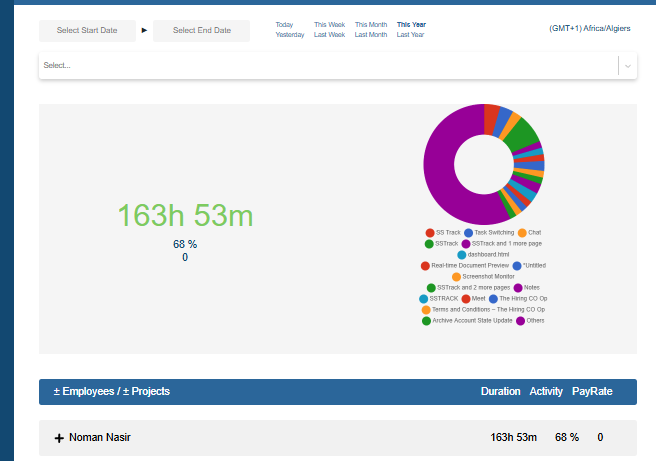 Select Start Date ► Select End Date
Today This Week This Month This Year
Yesterday Last Week Last Month Last Year
(GMT+1) Africa/Algiers
Select...
163h 53m
68 %
0
SS Track Task Switching Chat
SSTrack SSTrack and 1 more page
dashboard.html
Real-time Document Preview *Untitled
Screenshot Monitor
SSTrack and 2 more pages Notes
SSTRACK Meet The Hiring CO Op
Terms and Conditions – The Hiring CO Op
Archive Account State Update Others
± Employees / ± Projects Duration Activity PayRate
+ Noman Nasir 163h 53m 68 % 0